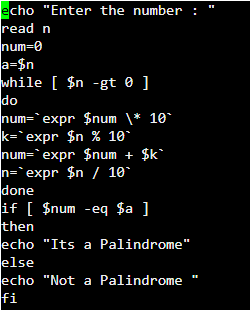 echo "Enter the number : "
read n
num=0
a=$n
while [ $n -gt 0 ]
do
num=`expr $num \* 10`
k=`expr $n % 10`
num=`expr $num + $k`
n=`expr $n / 10`
done
if [ $num -eq $a ]
then
echo "Its a Palindrome"
else
echo "Not a Palindrome "
fi